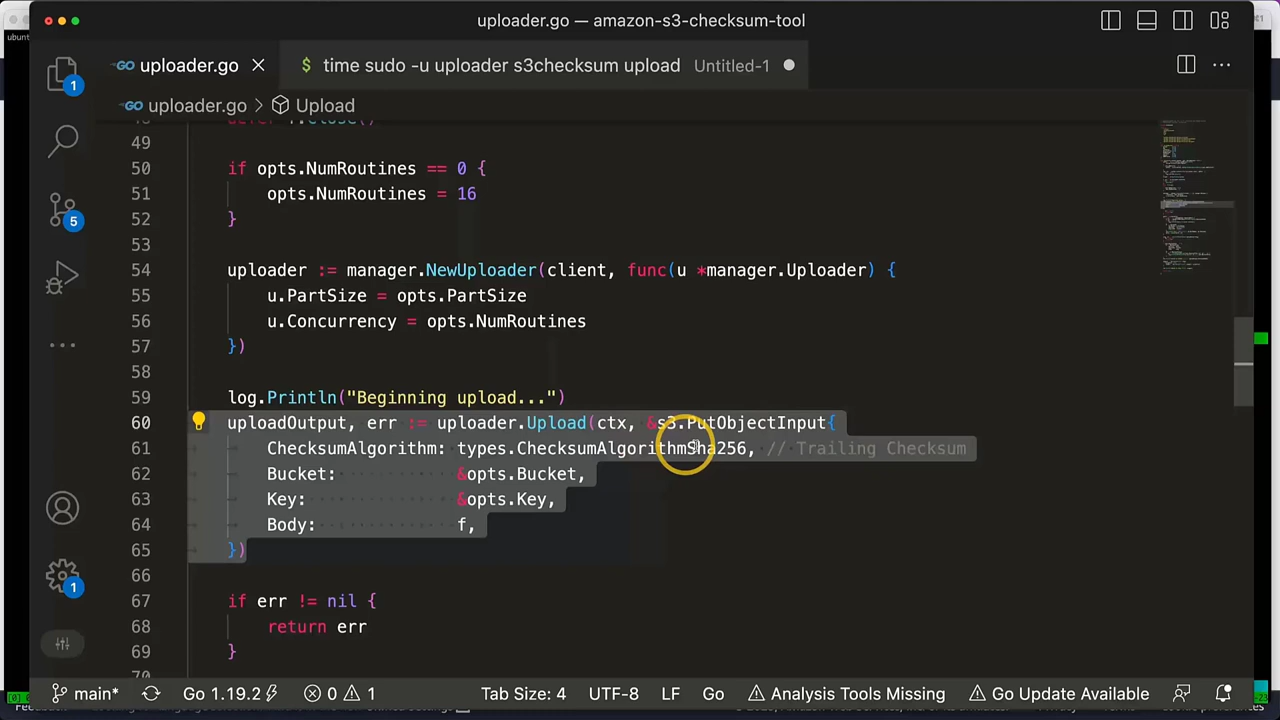 uploader.go — amazon-s3-checksum-tool
uploader.go
$ time sudo -u uploader s3checksum upload Untitled-1
uploader.go > Upload
49
50 if opts.NumRoutines == 0 {
51 opts.NumRoutines = 16
52 }
53
54 uploader := manager.NewUploader(client, func(u *manager.Uploader) {
55 u.PartSize = opts.PartSize
56 u.Concurrency = opts.NumRoutines
57 })
58
59 log.Println("Beginning upload...")
60 uploadOutput, err := uploader.Upload(ctx, &s3.PutObjectInput{
61 ChecksumAlgorithm: types.ChecksumAlgorithmSha256, // Trailing Checksum
62 Bucket: &opts.Bucket,
63 Key: &opts.Key,
64 Body: f,
65 })
66
67 if err != nil {
68 return err
69 }
1
5
1
main* Go 1.19.2 0 1 Tab Size: 4 UTF-8 LF Go Analysis Tools Missing Go Update Available